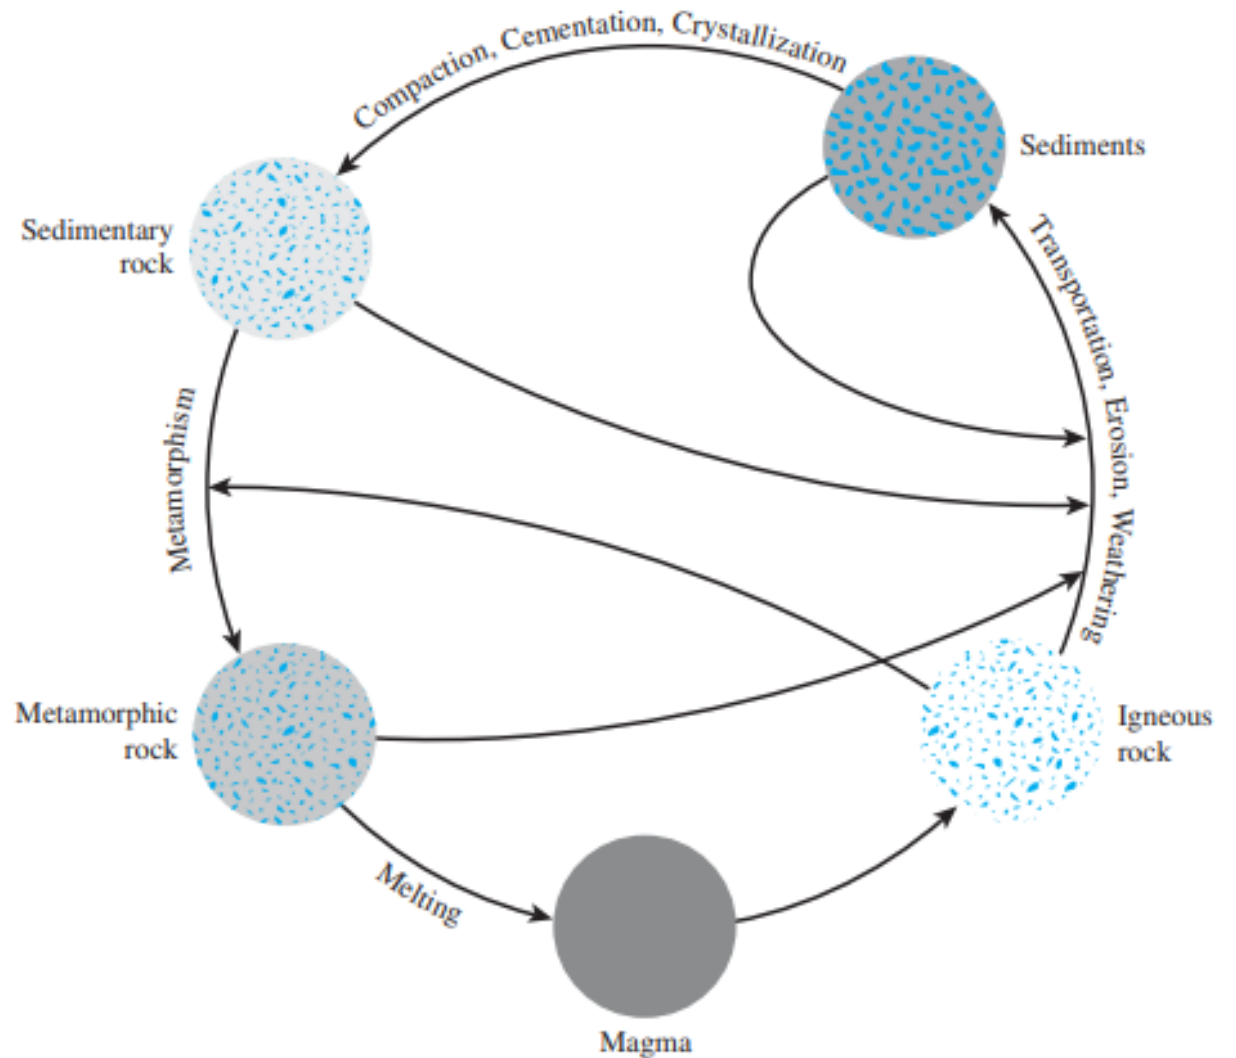 Compaction, Cementation, Crystallization
Sediments
Sedimentary
rock
Transportation, Erosion, Weathering
Metamorphism
Metamorphic
rock
Igneous
rock
Melting
Magma